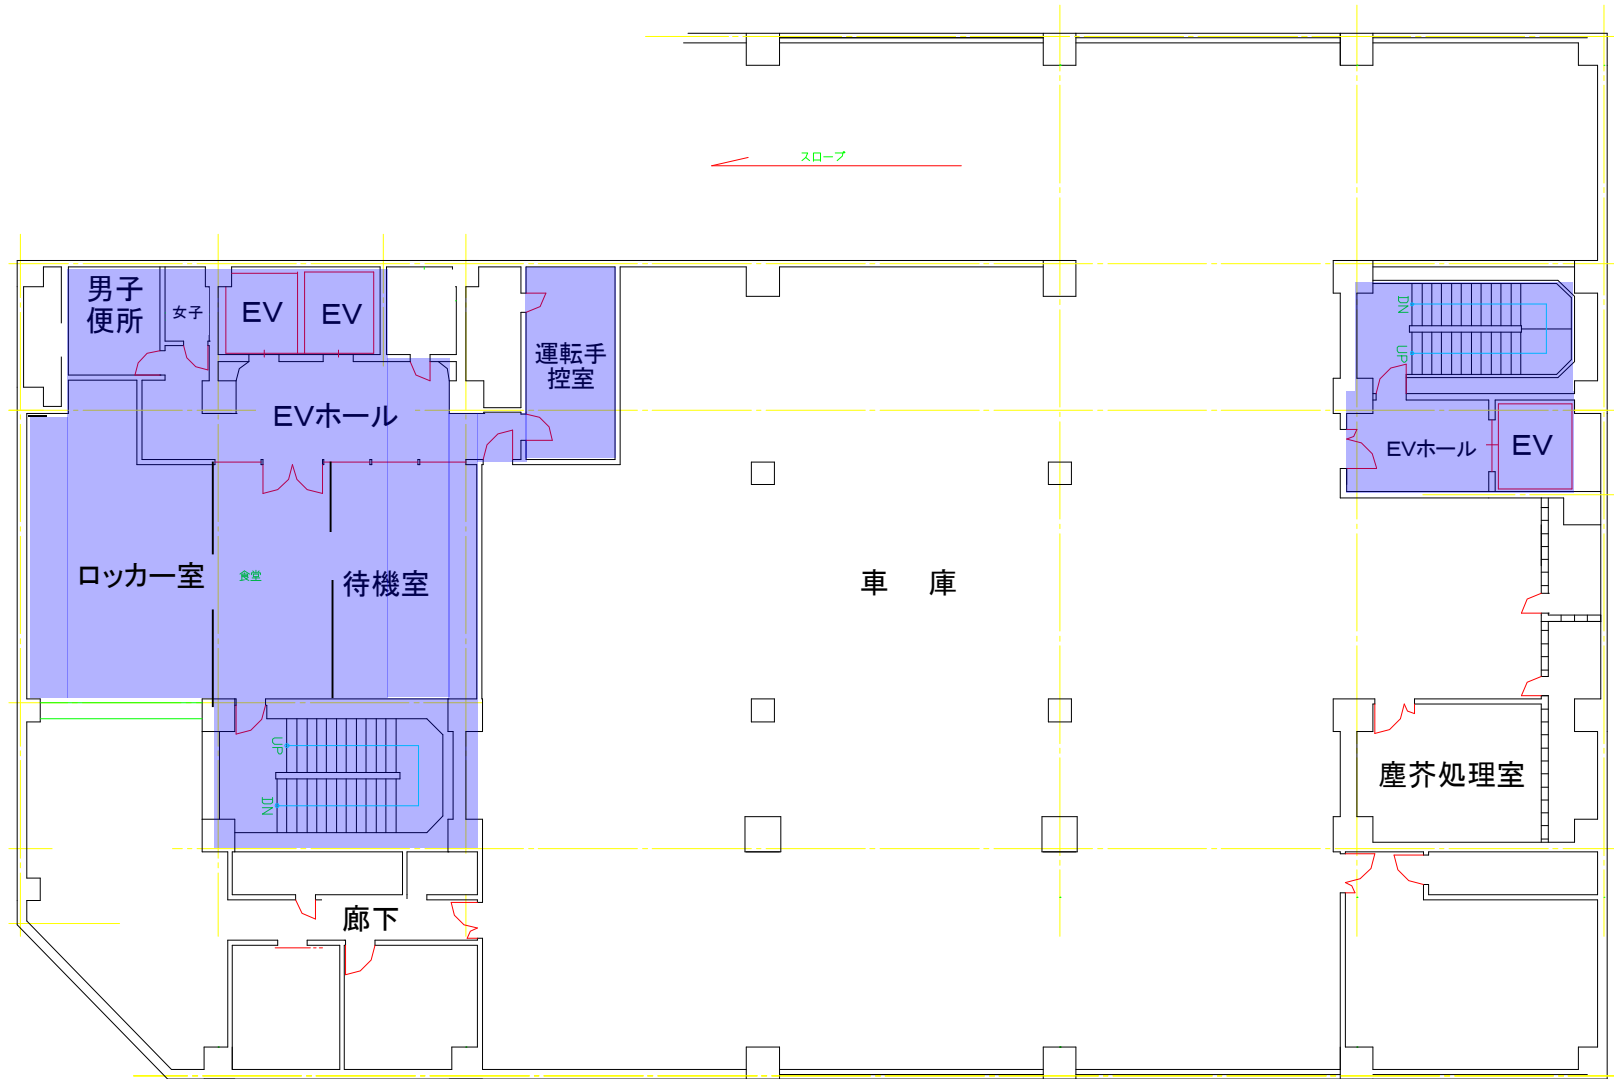 スロープ
男子
便所
女子
EV
EV
運転手
控室
DN
UP
EVホール
EVホール
EV
ロッカー室
食堂
待機室
車　庫
UP
DN
塵芥処理室
廊下